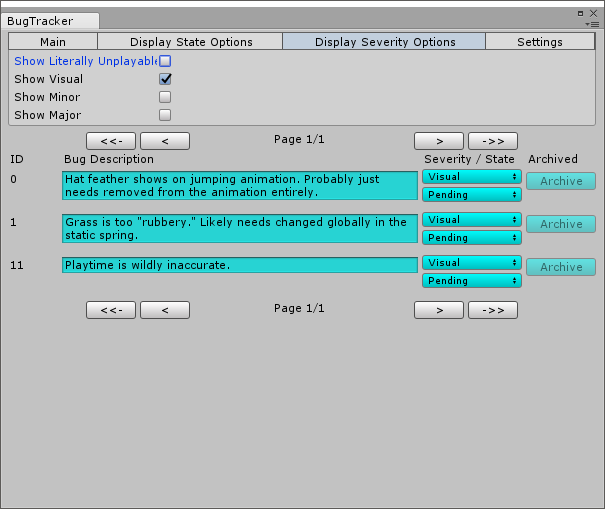 BugTracker
Main Display State Options Display Severity Options Settings
Show Literally Unplayable
Show Visual
Show Minor
Show Major
<<- < Page 1/1 > ->>
ID Bug Description Severity / State Archived
0 Hat feather shows on jumping animation. Probably just needs removed from the animation entirely. Visual Pending Archive
1 Grass is too "rubbery." Likely needs changed globally in the static spring. Visual Pending Archive
11 Playtime is wildly inaccurate. Visual Pending Archive
<<- < Page 1/1 > ->>